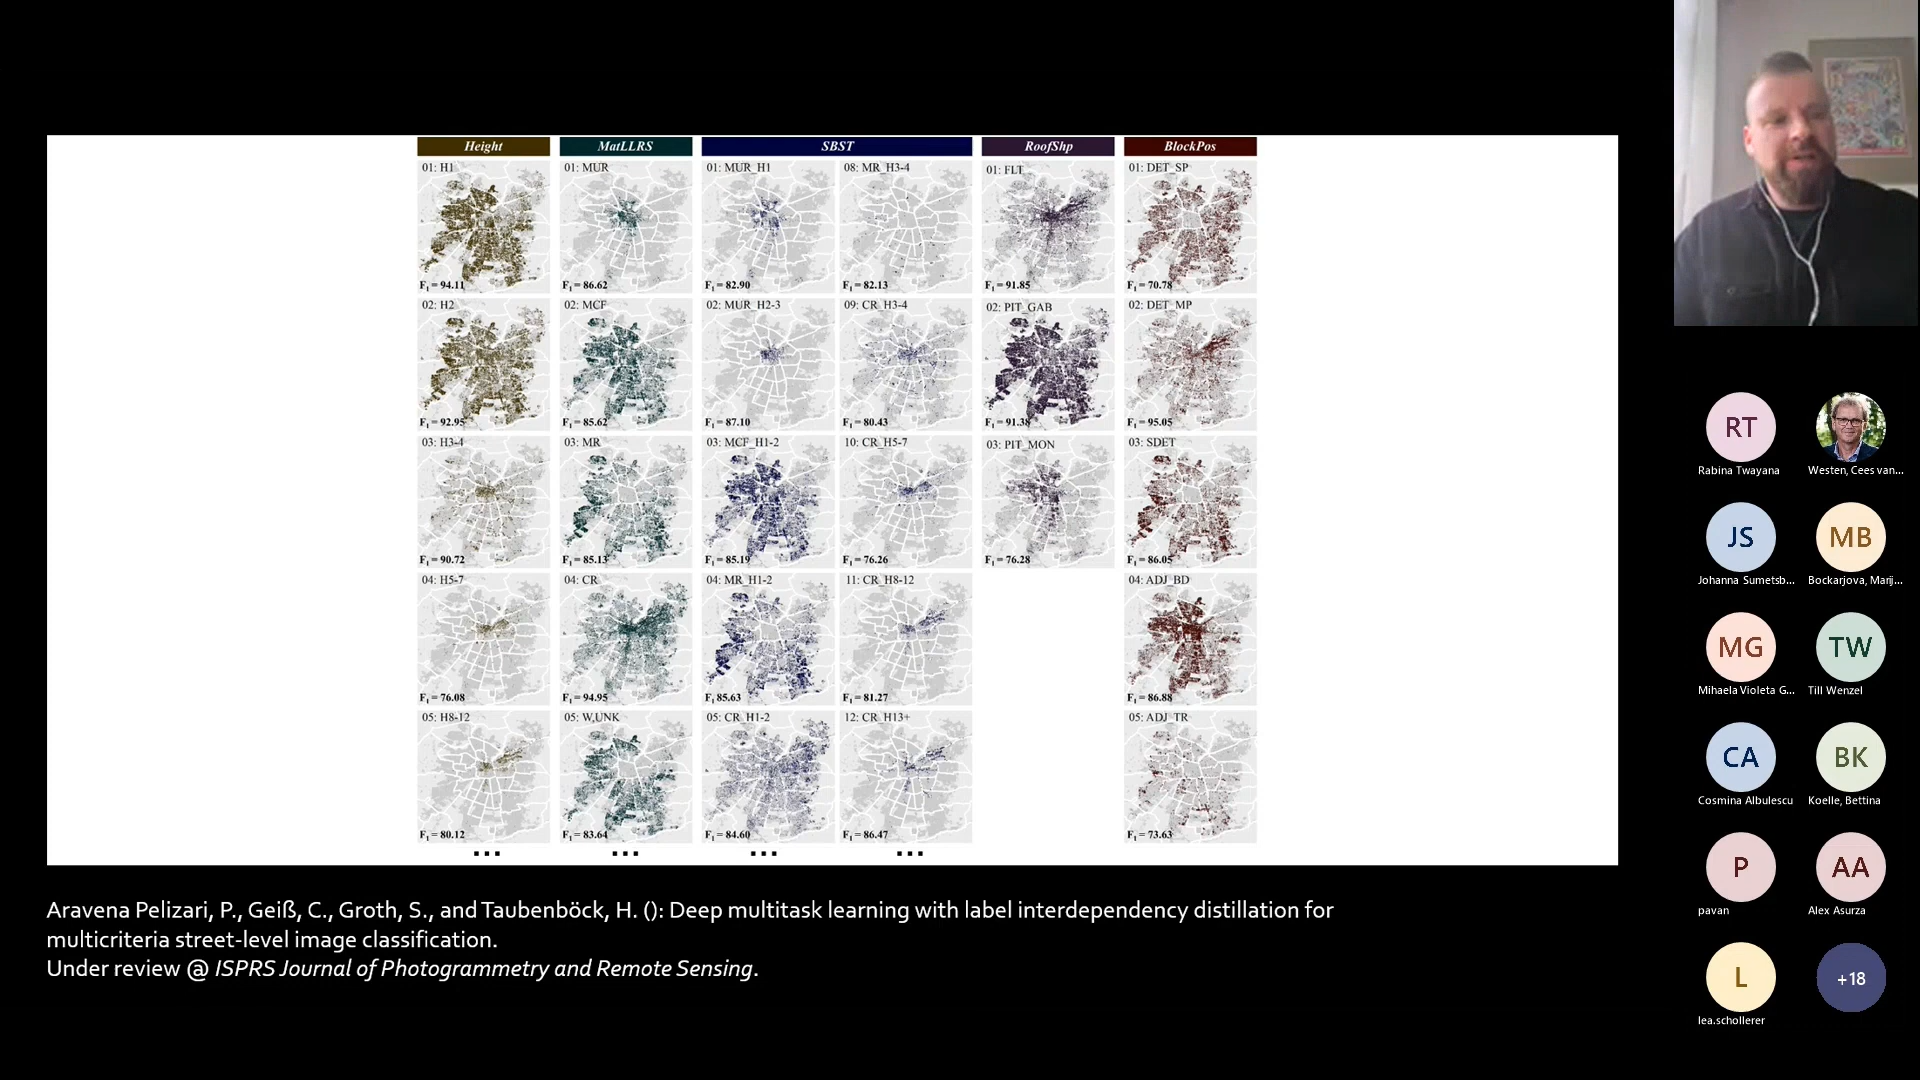 Height MatLLRS SBST RoofShp BlockPos
01: H1 01: MUR 01: MUR_H1 08: MR_H3-4 01: FLT 01: DET_SP
F1 = 94.11 F1 = 86.62 F1 = 82.90 F1 = 82.13 F1 = 91.85 F1 = 70.78
02: H2 02: MCF 02: MUR_H2-3 09: CR_H3-4 02: PIT_GAB 02: DET_MP
F1 = 92.95 F1 = 85.62 F1 = 87.10 F1 = 80.43 F1 = 91.38 F1 = 95.05
03: H3-4 03: MR 03: MCF_H1-2 10: CR_H5-7 03: PIT_MON 03: SDET
F1 = 90.72 F1 = 85.13 F1 = 85.19 F1 = 76.26 F1 = 76.28 F1 = 86.05
04: H5-7 04: CR 04: MR_H1-2 11: CR_H8-12 04: ADJ_BD
F1 = 76.08 F1 = 94.95 F1 85.63 F1 = 81.27 F1 = 86.88
05: H8-12 05: W,UNK 05: CR_H1-2 12: CR_H13+ 05: ADJ_TR
F1 = 80.12 F1 = 83.64 F1 = 84.60 F1 = 86.47 F1 = 73.63
... ... ... ...
Aravena Pelizari, P., Geiß, C., Groth, S., and Taubenböck, H. (): Deep multitask learning with label interdependency distillation for
multicriteria street-level image classification.
Under review @ ISPRS Journal of Photogrammetry and Remote Sensing.
RT
Rabina Twayana Westen, Cees van...
JS MB
Johanna Sumetsb... Bockarjova, Marij...
MG TW
Mihaela Violeta G... Till Wenzel
CA BK
Cosmina Albulescu Koelle, Bettina
P AA
pavan Alex Asurza
L +18
lea.schollerer